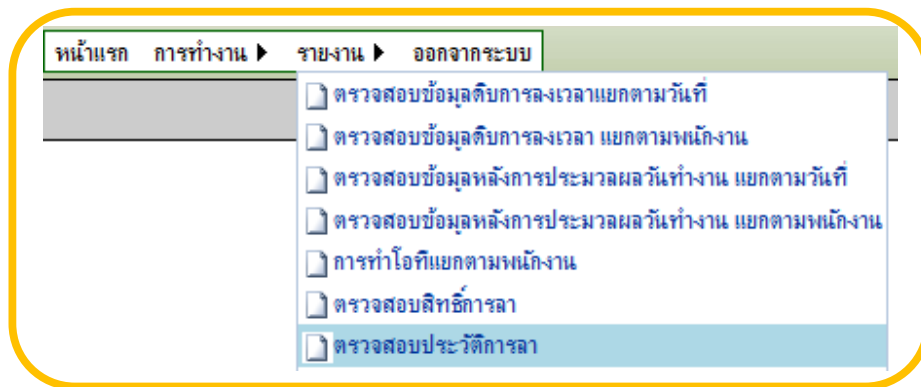 หน้าแรก การทำงาน ▶ รายงาน ▶ ออกจากระบบ
ตรวจสอบข้อมูลดิบการลงเวลาแยกตามวันที่
ตรวจสอบข้อมูลดิบการลงเวลา แยกตามพนักงาน
ตรวจสอบข้อมูลหลังการประมวลผลวันทำงาน แยกตามวันที่
ตรวจสอบข้อมูลหลังการประมวลผลวันทำงาน แยกตามพนักงาน
การทำโอทีแยกตามพนักงาน
ตรวจสอบสิทธิ์การลา
ตรวจสอบประวัติการลา